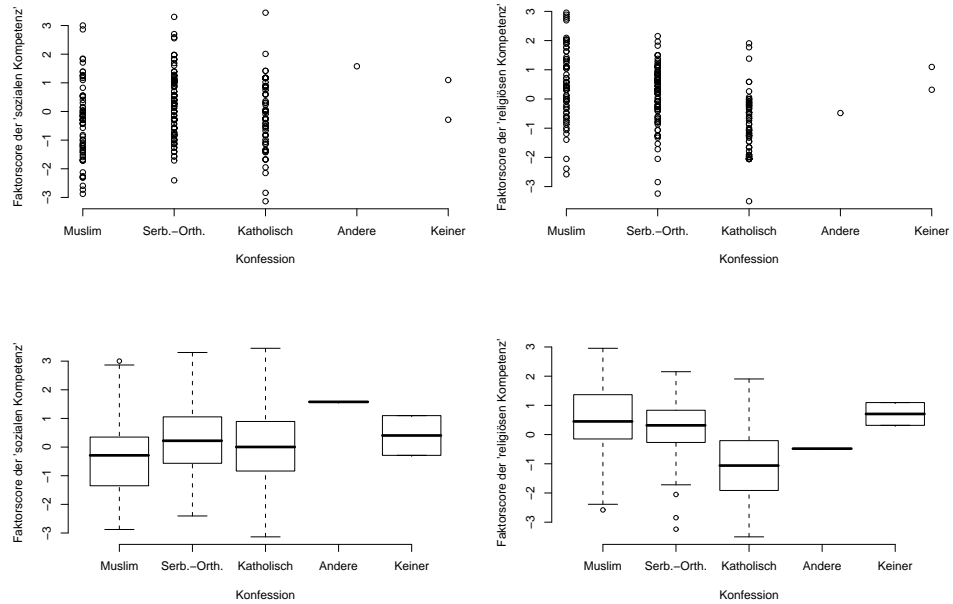 Faktorscore der 'sozialen Kompetenz'
3
2
1
0
−1
−2
−3
Muslim Serb.−Orth. Katholisch Andere Keiner
Konfession
Faktorscore der 'religiösen Kompetenz'
3
2
1
0
−1
−2
−3
Muslim Serb.−Orth. Katholisch Andere Keiner
Konfession
Faktorscore der 'sozialen Kompetenz'
3
2
1
0
−1
−2
−3
Muslim Serb.−Orth. Katholisch Andere Keiner
Konfession
Faktorscore der 'religiösen Kompetenz'
3
2
1
0
−1
−2
−3
Muslim Serb.−Orth. Katholisch Andere Keiner
Konfession